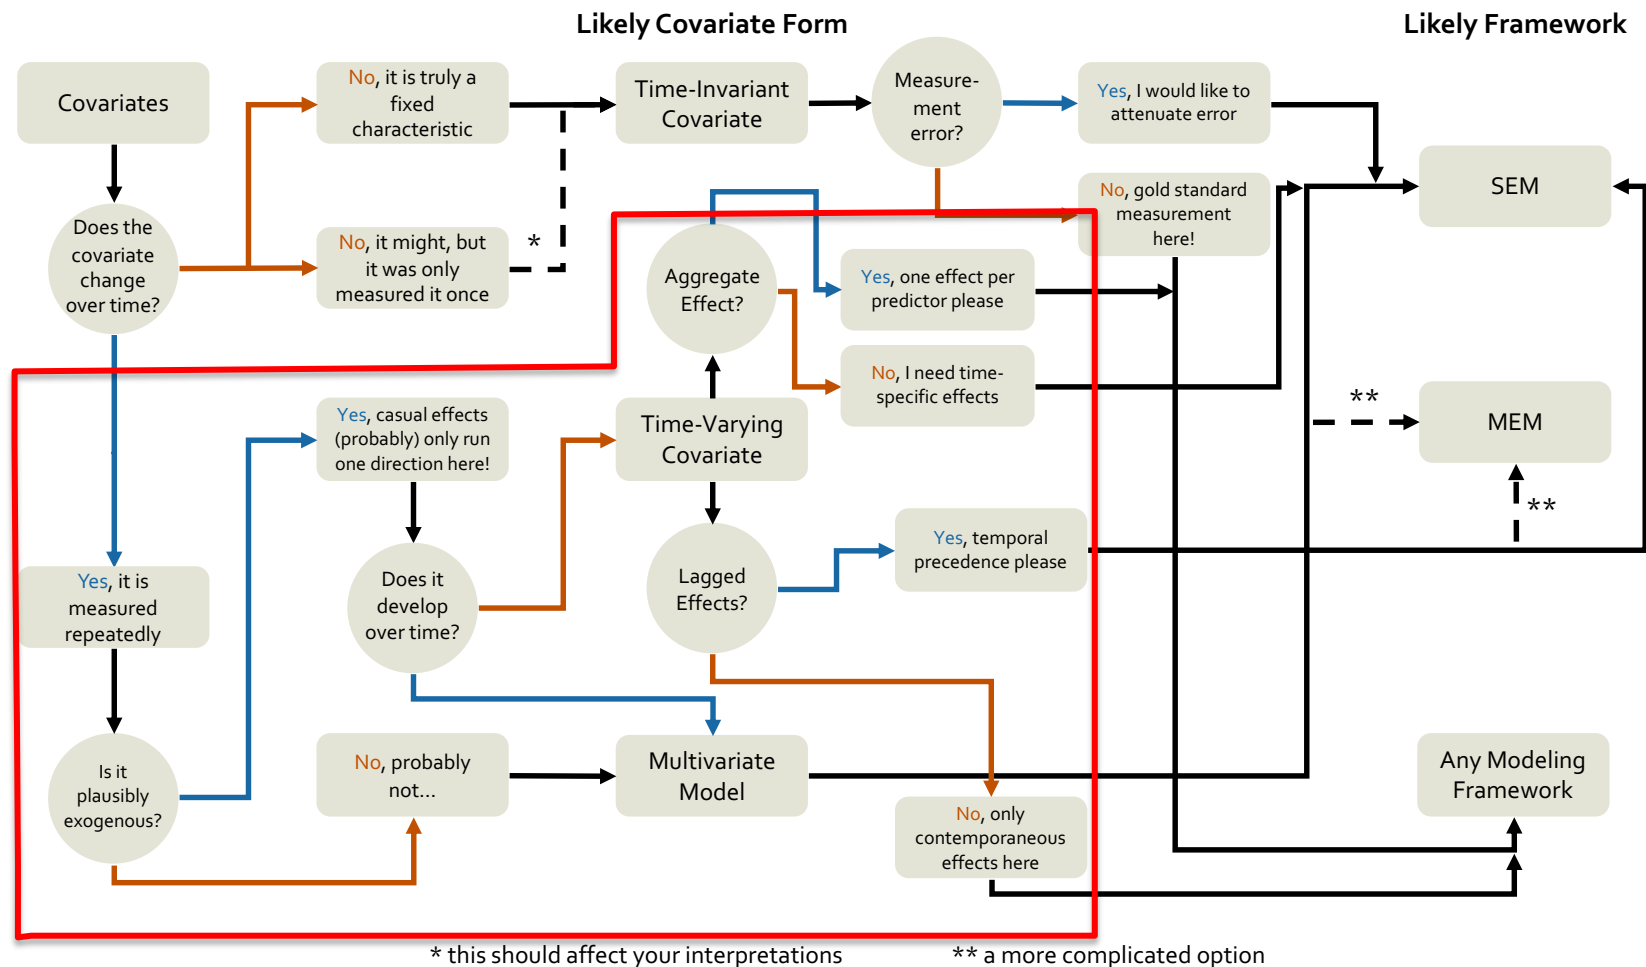 Likely Covariate Form
Likely Framework
Covariates
No, it is truly a
fixed
characteristic
Time-Invariant
Covariate
Measure-
ment
error?
Yes, I would like to
attenuate error
SEM
No, gold standard
measurement
here!
Does the
covariate
change
over time?
No, it might, but
it was only
measured it once
*
Aggregate
Effect?
Yes, one effect per
predictor please
No, I need time-
specific effects
**
MEM
Yes, casual effects
(probably) only run
one direction here!
Time-Varying
Covariate
**
Yes, temporal
precedence please
Yes, it is
measured
repeatedly
Does it
develop
over time?
Lagged
Effects?
Is it
plausibly
exogenous?
No, probably
not...
Multivariate
Model
No, only
contemporaneous
effects here
Any Modeling
Framework
* this should affect your interpretations
** a more complicated option